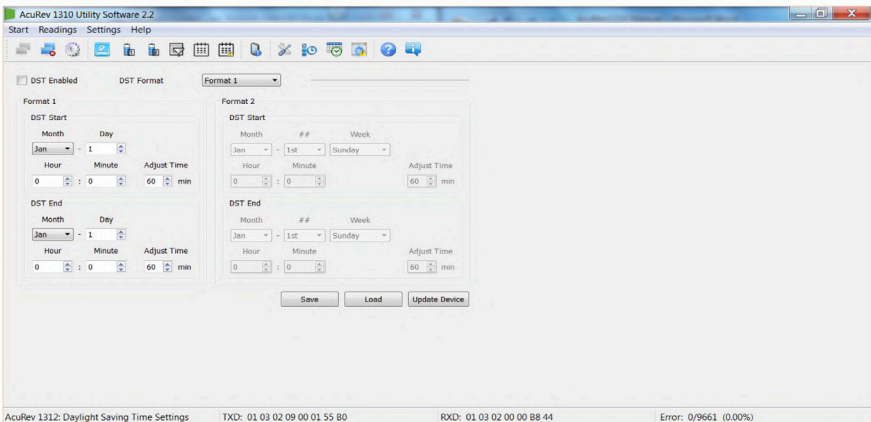 AcuRev 1310 Utility Software 2.2
Start Readings Settings Help
DST Enabled DST Format Format 1
Format 1
DST Start
Month Day
Jan - 1
Hour Minute Adjust Time
0 : 0 60 min
DST End
Month Day
Jan - 1
Hour Minute Adjust Time
0 : 0 60 min
Format 2
DST Start
Month ## Week
Jan - 1st Sunday
Hour Minute Adjust Time
0 : 0 60 min
DST End
Month ## Week
Jan - 1st Sunday
Hour Minute Adjust Time
0 : 0 60 min
Save Load Update Device
AcuRev 1312: Daylight Saving Time Settings TXD: 01 03 02 09 00 01 55 B0 RXD: 01 03 02 00 00 B8 44 Error: 0/9661 (0.00%)